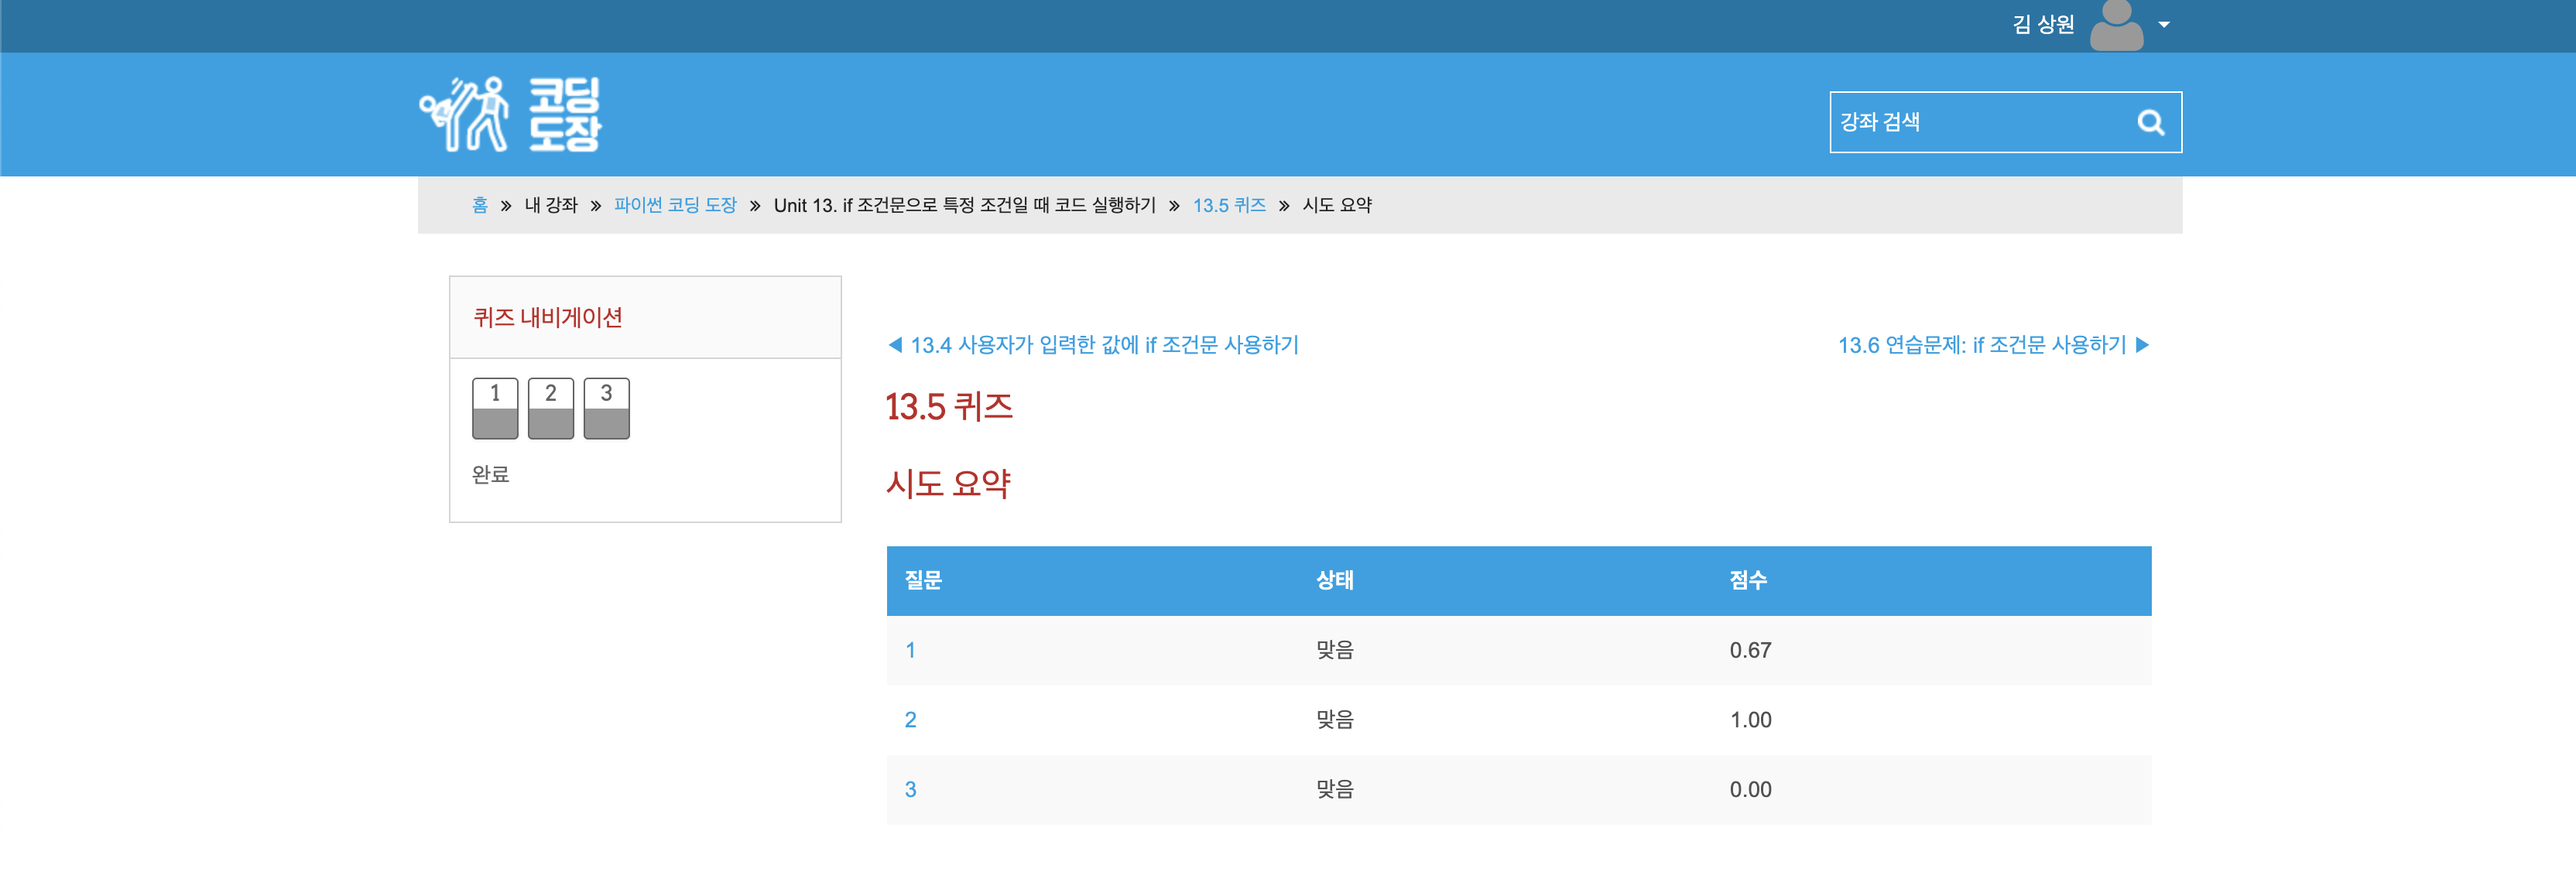 김 상원
코딩
도장
강좌 검색
홈 » 내 강좌 » 파이썬 코딩 도장 » Unit 13. if 조건문으로 특정 조건일 때 코드 실행하기 » 13.5 퀴즈 » 시도 요약
퀴즈 내비게이션
1 2 3
완료
◀ 13.4 사용자가 입력한 값에 if 조건문 사용하기
13.6 연습문제: if 조건문 사용하기 ▶
13.5 퀴즈
시도 요약
질문 상태 점수
1 맞음 0.67
2 맞음 1.00
3 맞음 0.00